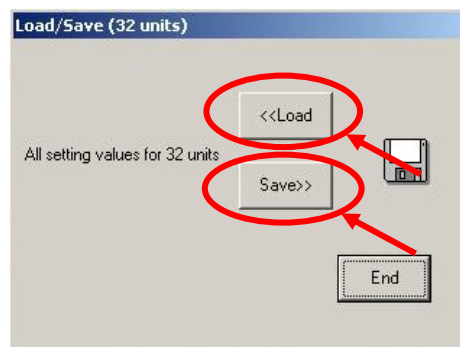 Load/Save (32 units)
<<Load
All setting values for 32 units
Save>>
End